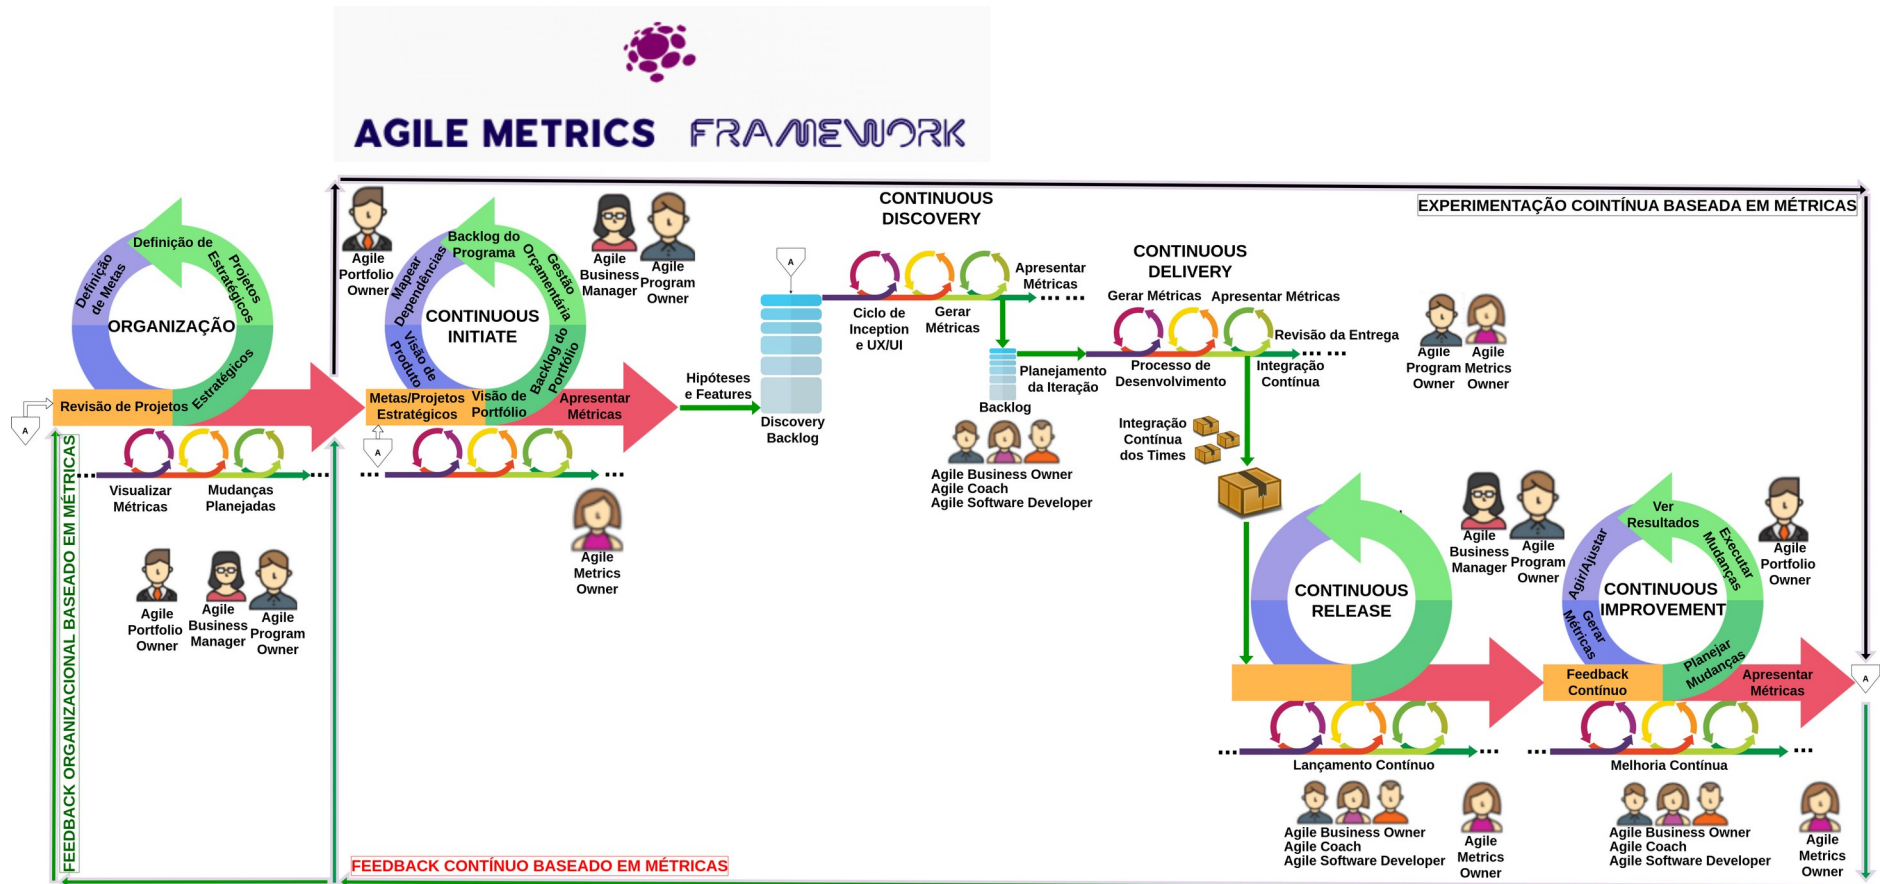 AGILE METRICS FRAMEWORK
EXPERIMENTAÇÃO COINTÍNUA BASEADA EM MÉTRICAS
Definição
de Metas
Definição de
Projetos
Estratégicos
Estratégicos
ORGANIZAÇÃO
Revisão de Projetos
A
Visualizar
Métricas
Mudanças
Planejadas
Agile
Portfolio
Owner
Agile
Business
Manager
Agile
Program
Owner
FEEDBACK ORGANIZACIONAL BASEADO EM MÉTRICAS
Agile
Portfolio
Owner
Backlog do
Programa
Mapear
Dependências
Gestão
Orçamentária
CONTINUOUS
INITIATE
Visão de
Produto
Backlog do
Portfólio
Metas/Projetos
Estratégicos
Visão de
Portfólio
Apresentar
Métricas
A
Agile
Business
Manager
Agile
Program
Owner
Agile
Metrics
Owner
Hipóteses
e Features
CONTINUOUS
DISCOVERY
A
Discovery
Backlog
Ciclo de
Inception
e UX/UI
Gerar
Métricas
Apresentar
Métricas
Backlog
Agile Business Owner
Agile Coach
Agile Software Developer
CONTINUOUS
DELIVERY
Gerar Métricas
Apresentar Métricas
Revisão da Entrega
Planejamento
da Iteração
Processo de
Desenvolvimento
Integração
Contínua
Agile
Program
Owner
Agile
Metrics
Owner
Integração
Contínua
dos Times
CONTINUOUS
RELEASE
Agile
Business
Manager
Agile
Program
Owner
Lançamento Contínuo
Agile Business Owner
Agile Coach
Agile Software Developer
Agile
Metrics
Owner
Ver
Resultados
Executar
Mudanças
Agir/Ajustar
CONTINUOUS
IMPROVEMENT
Gerar
Métricas
Planejar
Mudanças
Feedback
Contínuo
Apresentar
Métricas
Agile
Portfolio
Owner
A
Melhoria Contínua
Agile Business Owner
Agile Coach
Agile Software Developer
Agile
Metrics
Owner
FEEDBACK CONTÍNUO BASEADO EM MÉTRICAS